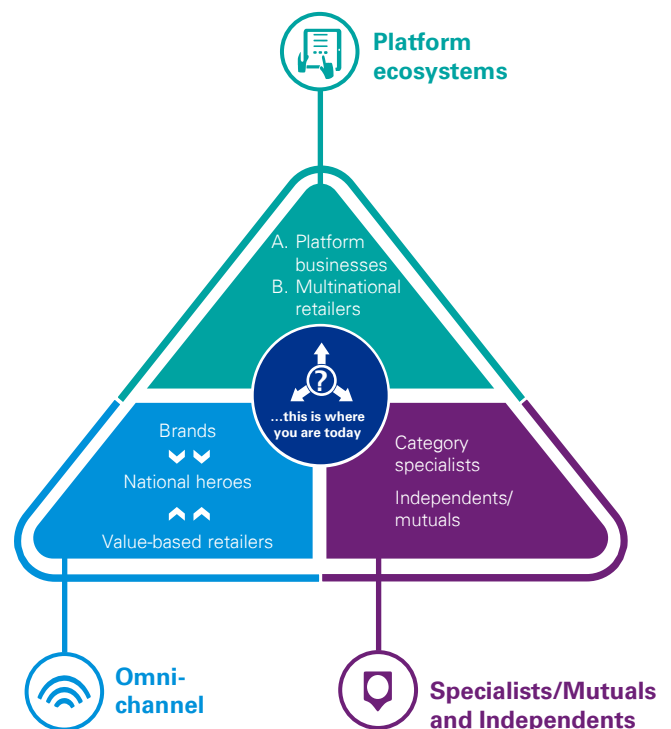 Platform
ecosystems
A. Platform
businesses
B. Multinational
retailers
?
...this is where
you are today
Brands
National heroes
Value-based retailers
Category
specialists
Independents/
mutuals
Omni-
channel
Specialists/Mutuals
and Independents